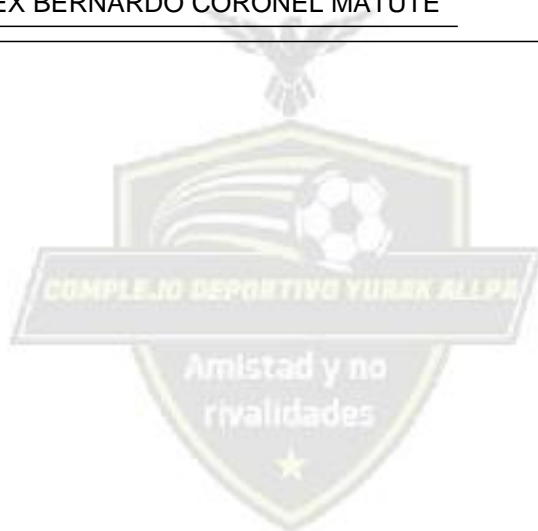 EX BERNARDO CORONEL MATUTE
COMPLEJO DEPORTIVO YURAK ALLPA
Amistad y no
rivalidades